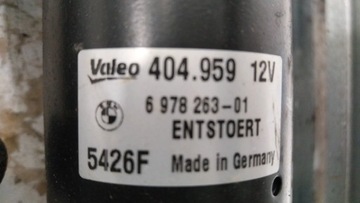 Valeo 404.959 12V
6 978 263-01
ENTSTOERT
5426F Made in Germany